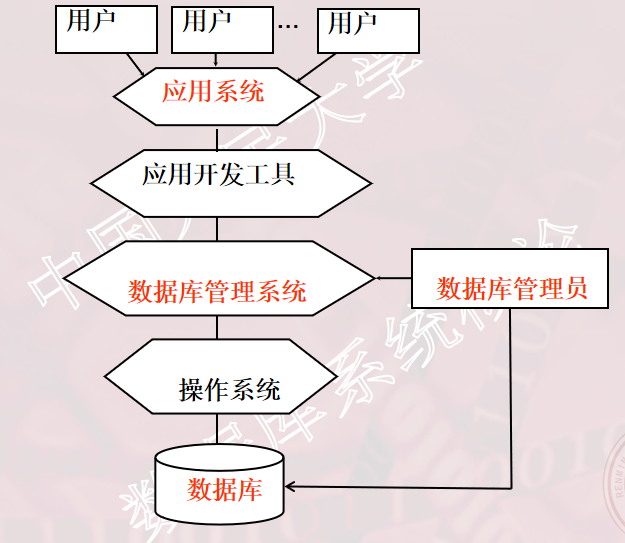 用户
用户
…
用户
应用系统
应用开发工具
数据库管理系统
数据库管理员
操作系统
数据库